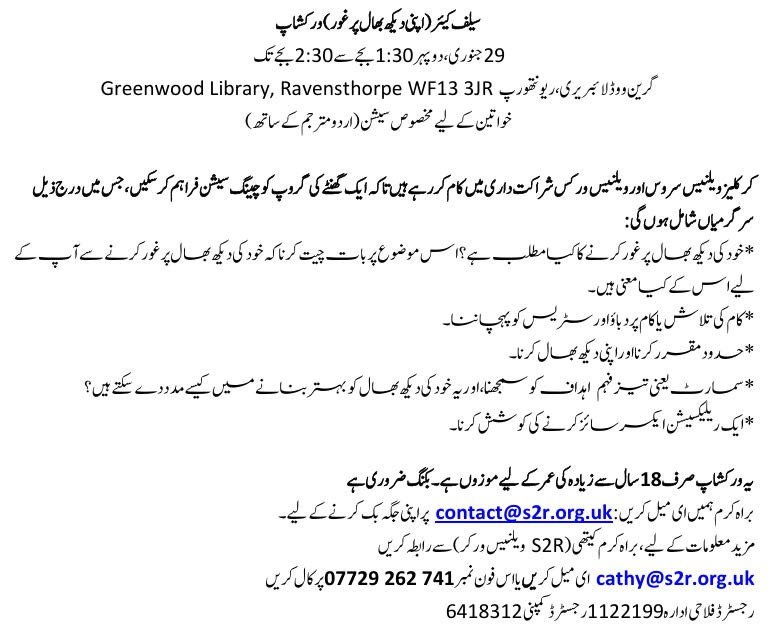 سیلف کیئر (اپنی دیکھ بھال پر غور) ورکشاپ
29 جنوری، دوپہر 1:30 بجے سے 2:30 بجے تک
گرین ووڈ لائبریری، ریونتھورپ Greenwood Library, Ravensthorpe WF13 3JR
خواتین کے لیے مخصوص سیشن (اردو مترجم کے ساتھ)
کرکلیز ویلنیس سروس اور ویلنیس ورکس شراکت داری میں کام کر رہے ہیں تاکہ ایک گھنٹے کی گروپ کوچینگ سیشن فراہم کر سکیں، جس میں درج ذیل
سرگرمیاں شامل ہوں گی:
*خود کی دیکھ بھال پر غور کرنے کا کیا مطلب ہے؟ اس موضوع پر بات چیت کرنا کہ خود کی دیکھ بھال پر غور کرنے سے آپ کے
لیے اس کے کیا معنی ہیں۔
*کام کی تلاش یا کام پر دباؤ اور سٹریس کو پہچاننا۔
*حدود مقرر کرنا اور اپنی دیکھ بھال کرنا۔
*سمارٹ یعنی تیز فہم اہداف کو سمجھنا، اور یہ خود کی دیکھ بھال کو بہتر بنانے میں کیسے مدد دے سکتے ہیں؟
*ایک ریلیکسیشن ایکسرسائز کرنے کی کوشش کرنا۔
یہ ورکشاپ صرف 18 سال سے زیادہ کی عمر کے لیے موزوں ہے۔ بکنگ ضروری ہے
براہ کرم ہمیں ای میل کریں: contact@s2r.org.uk پر اپنی جگہ بک کرنے کے لیے۔
مزید معلومات کے لیے، براہ کرم کیتھی (S2R ویلنیس ورکر) سے رابطہ کریں
cathy@s2r.org.uk ای میل کریں یا اس فون نمبر 07729 262 741 پر کال کریں
رجسٹرڈ فلاحی ادارہ 1122199 رجسٹرڈ کمپنی 6418312